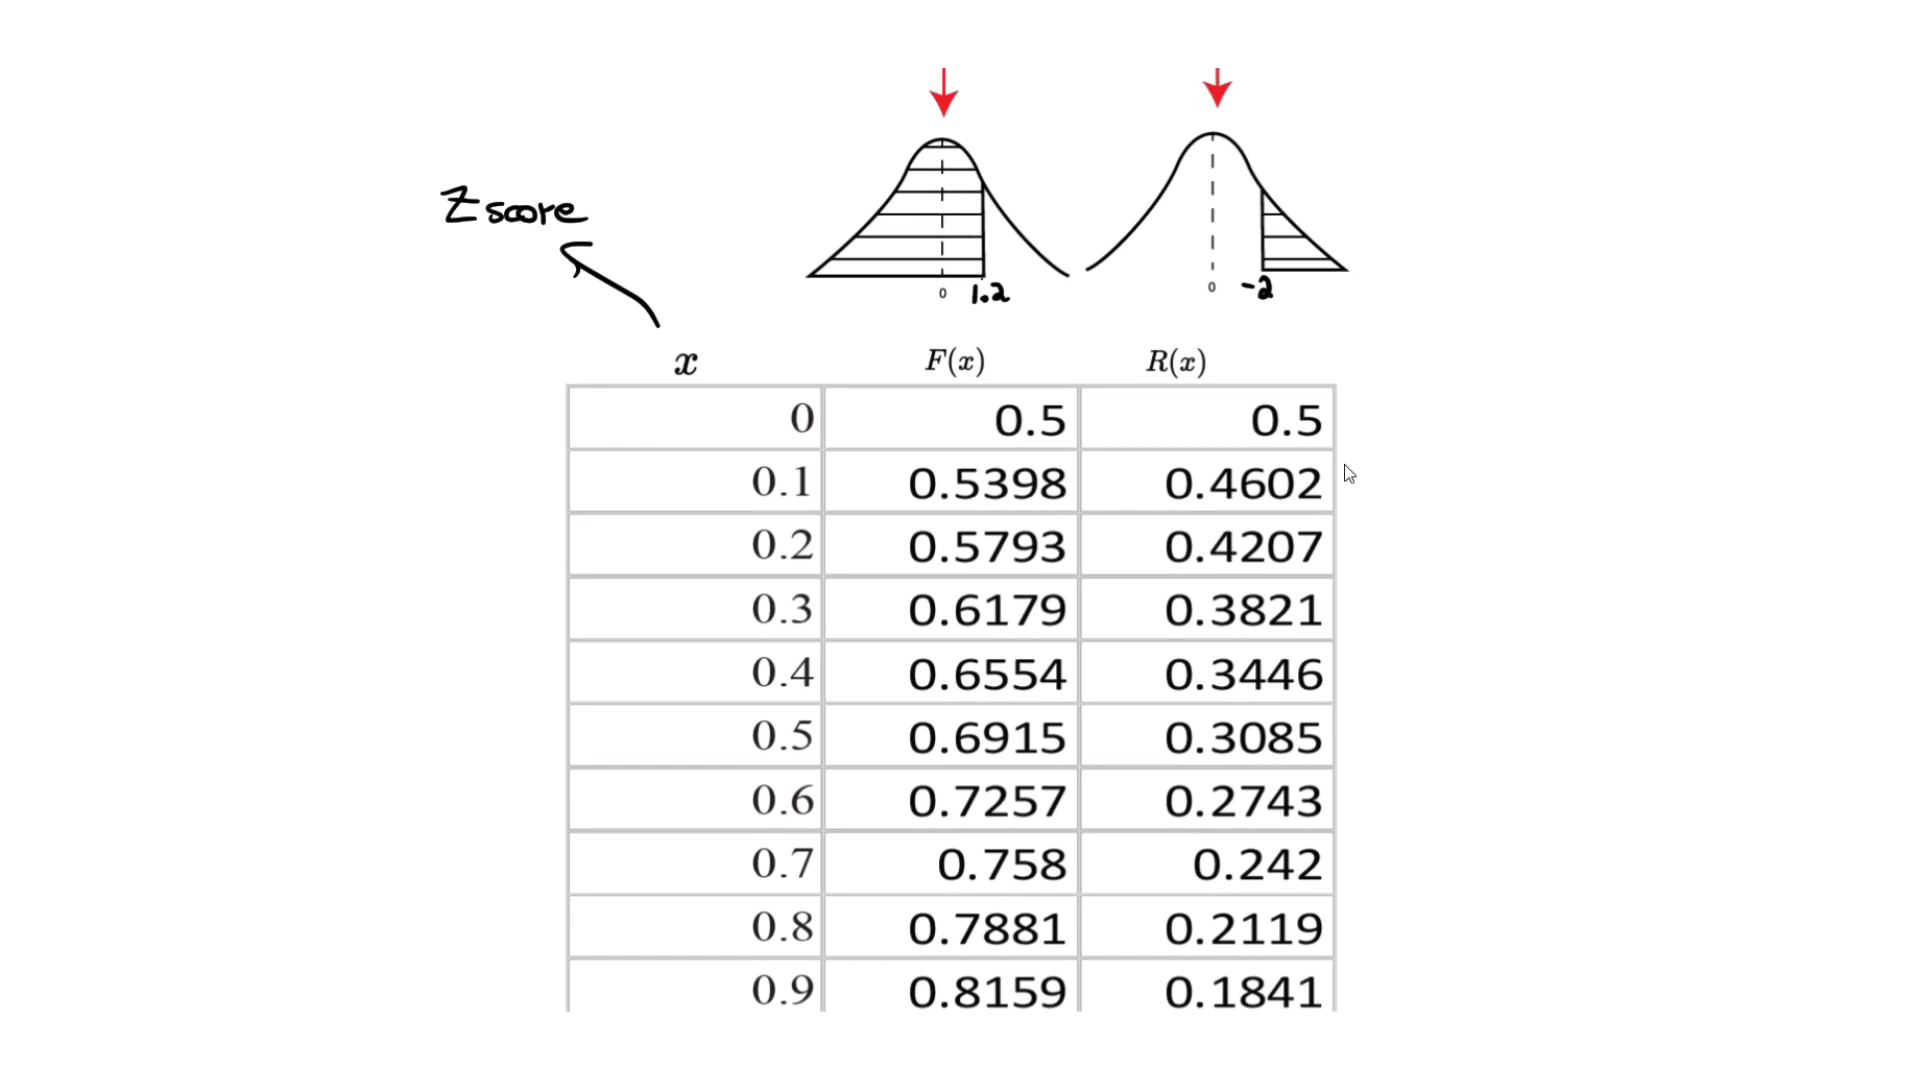 Z score
0 1.2
0 -2
x F(x) R(x)
0 0.5 0.5
0.1 0.5398 0.4602
0.2 0.5793 0.4207
0.3 0.6179 0.3821
0.4 0.6554 0.3446
0.5 0.6915 0.3085
0.6 0.7257 0.2743
0.7 0.758 0.242
0.8 0.7881 0.2119
0.9 0.8159 0.1841